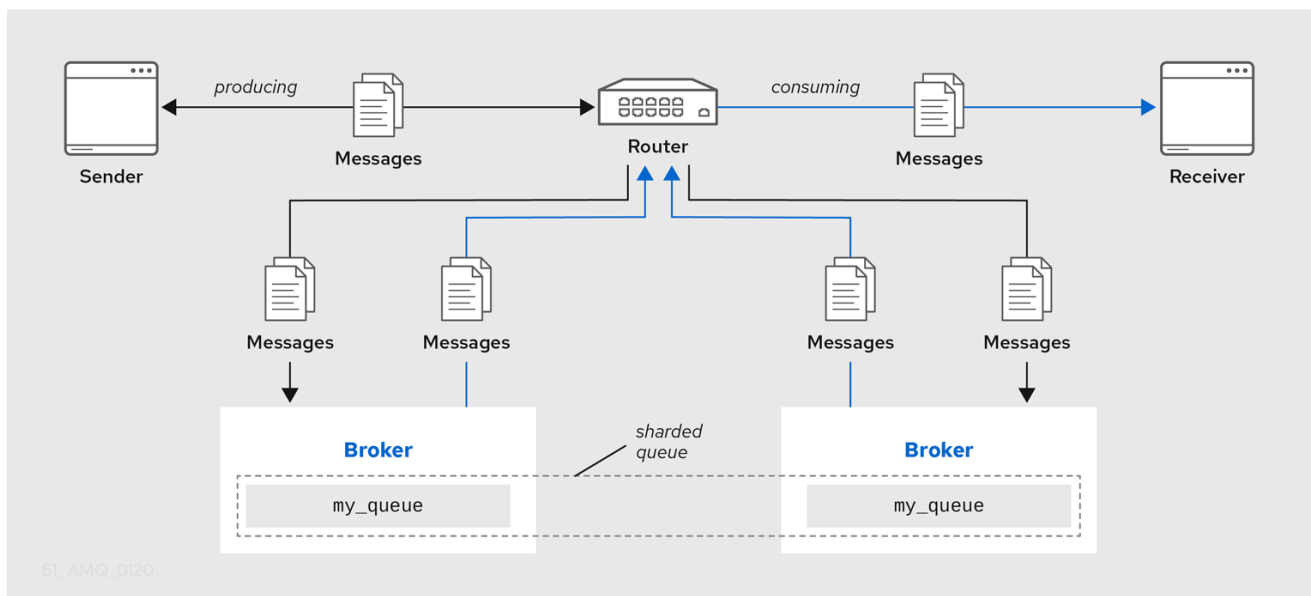 producing
consuming
Messages
Router
Messages
Sender
Receiver
Messages
Messages
Messages
Messages
sharded
queue
Broker
Broker
my_queue
my_queue
61_AMQ_0120